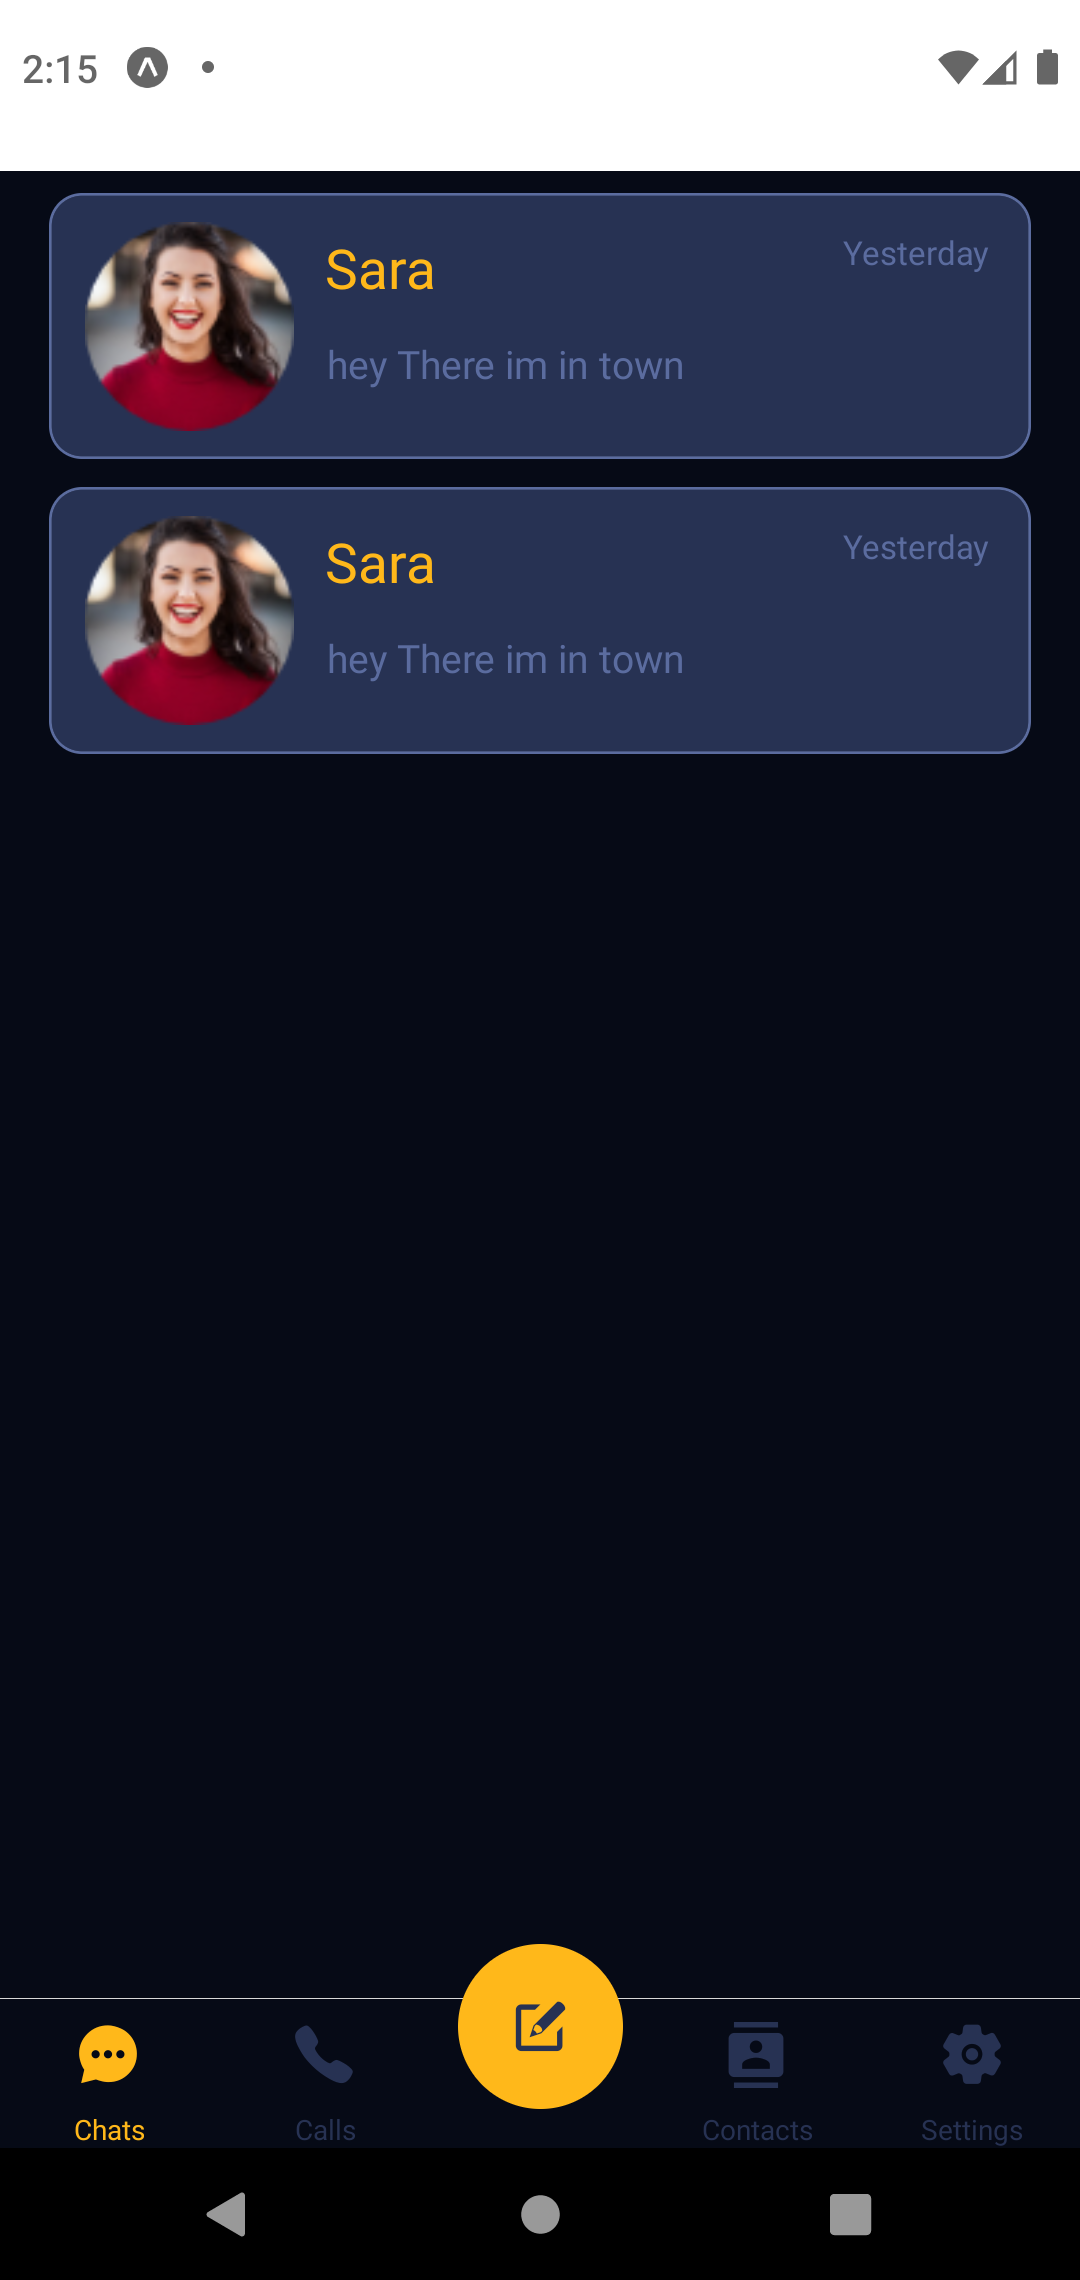 2:15
Sara
Yesterday
hey There im in town
Sara
Yesterday
hey There im in town
Chats
Calls
Contacts
Settings